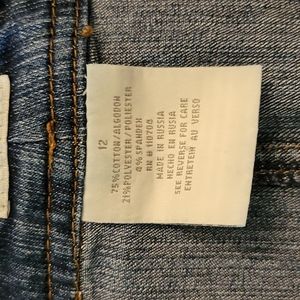 12
75%COTTON/ALGODON
21%POLYESTER/POLIESTER
4%SPANDEX
RN # 110708
MADE IN RUSSIA
HECHO EN RUSIA
SEE REVERSE FOR CARE
ENTRETIEN AU VERSO